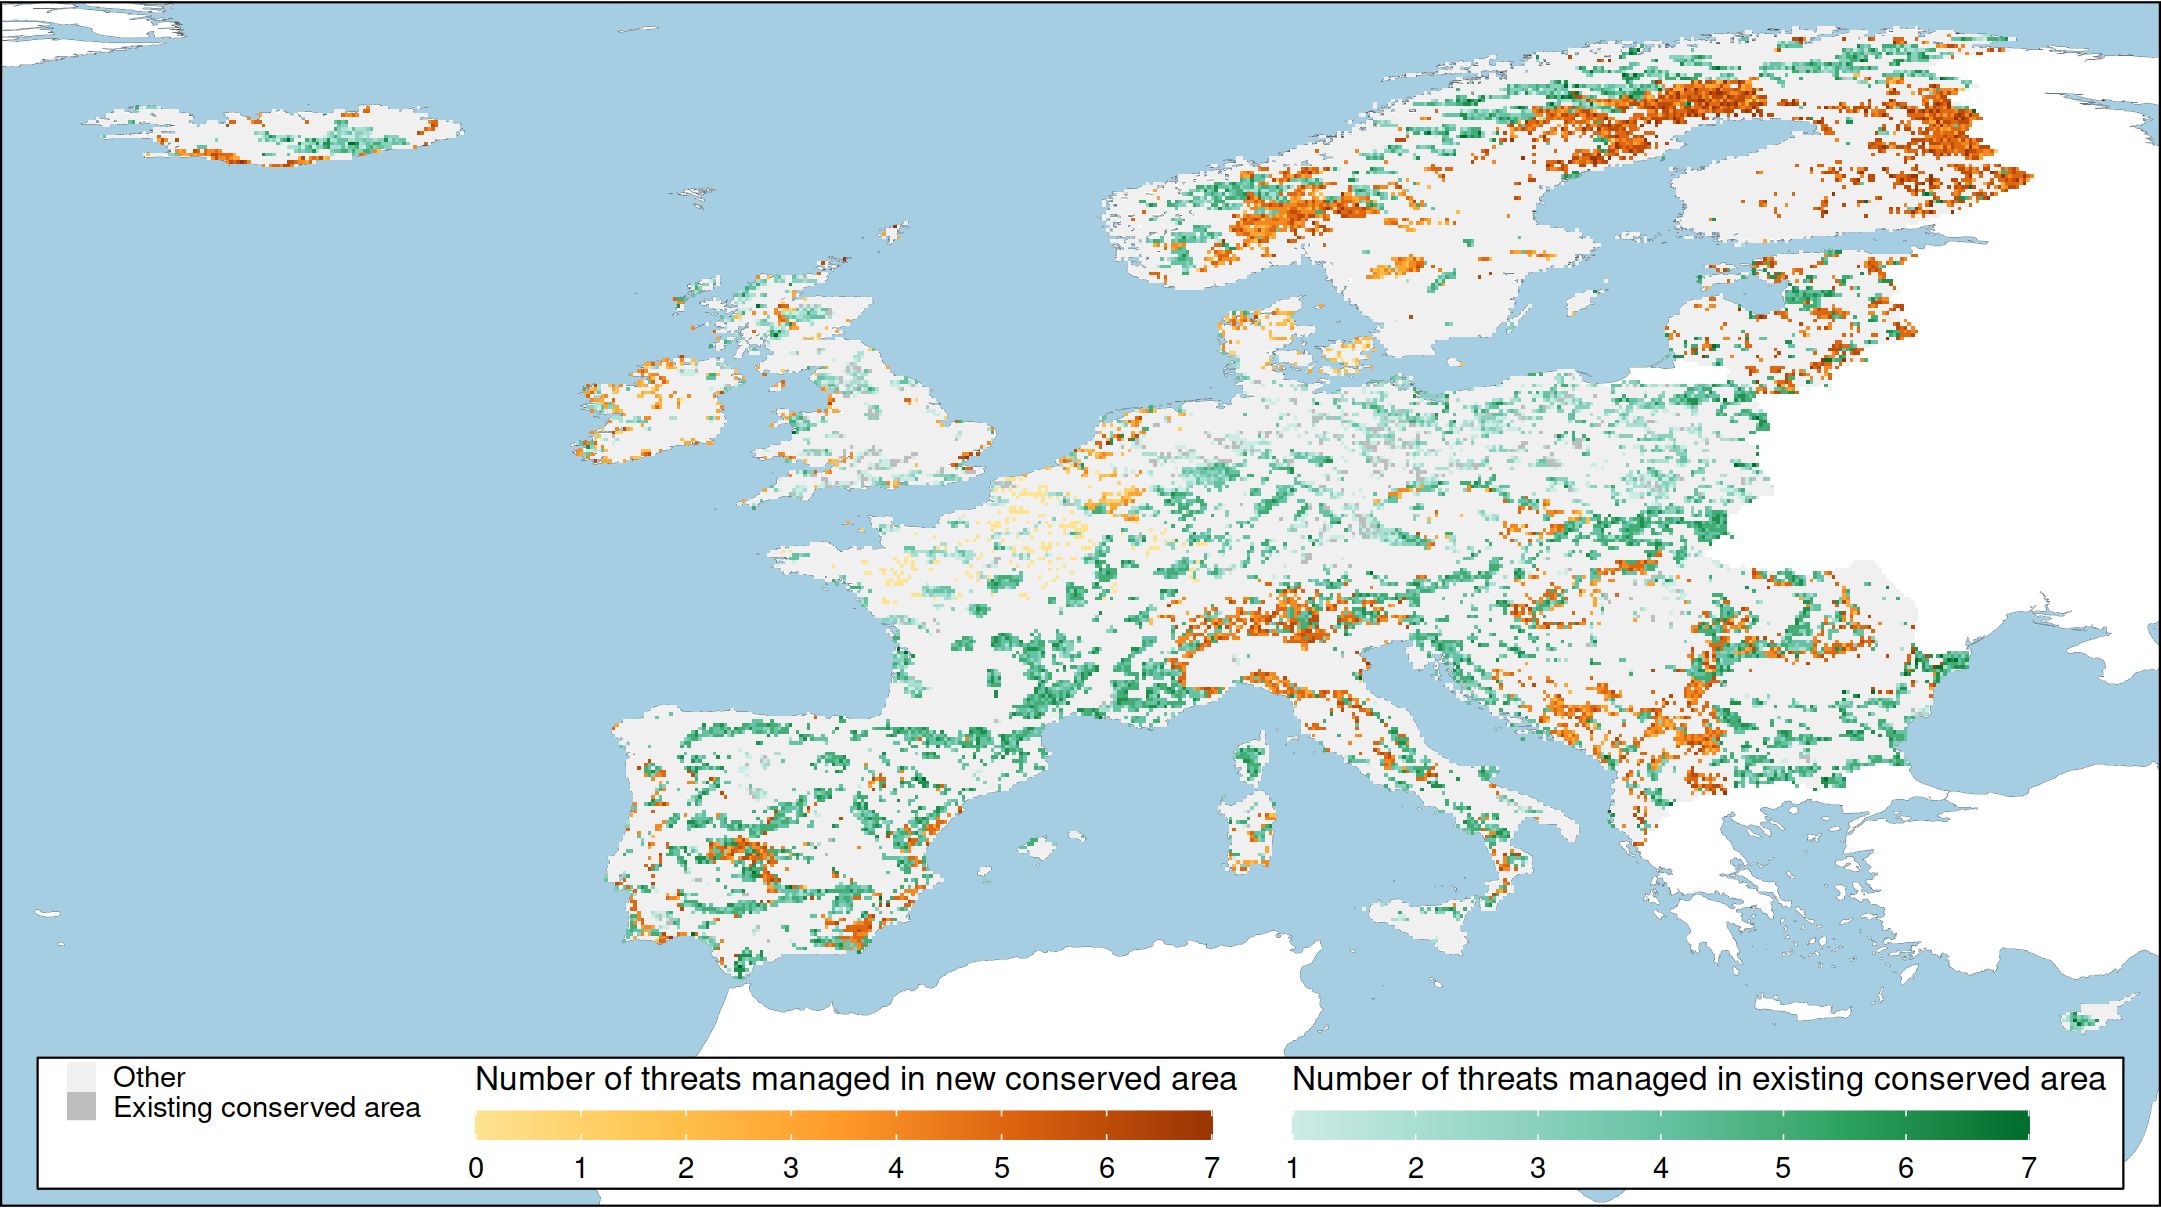 Other
Existing conserved area
Number of threats managed in new conserved area
0 1 2 3 4 5 6 7
Number of threats managed in existing conserved area
1 2 3 4 5 6 7